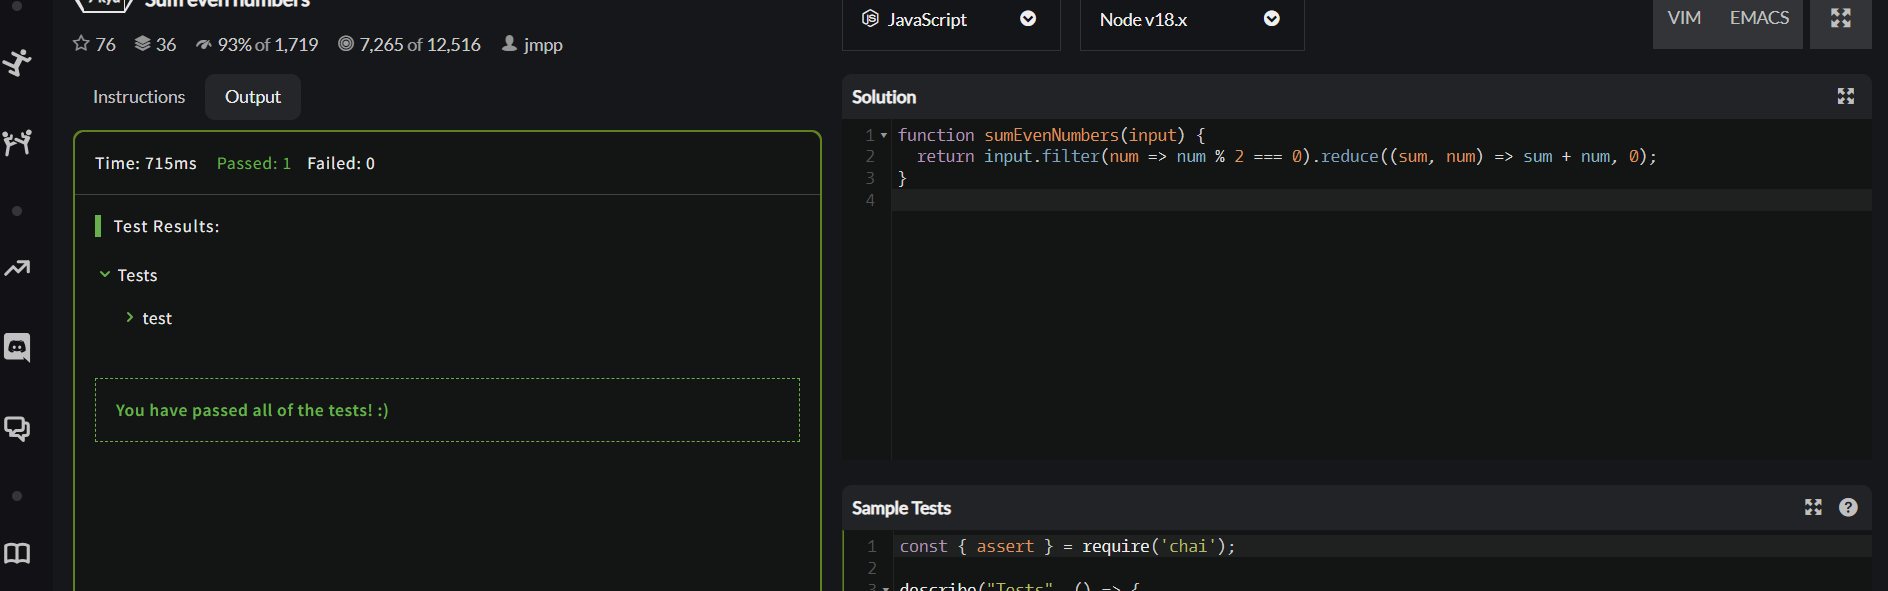 Sum even numbers
76 36 93% of 1,719 7,265 of 12,516 jmpp
Instructions Output
Time: 715ms Passed: 1 Failed: 0
Test Results:
Tests
test
You have passed all of the tests! :)
JavaScript Node v18.x VIM EMACS
Solution
1 function sumEvenNumbers(input) {
2 return input.filter(num => num % 2 === 0).reduce((sum, num) => sum + num, 0);
3 }
4
Sample Tests
1 const { assert } = require('chai');
2
3 describe("Tests", () => {